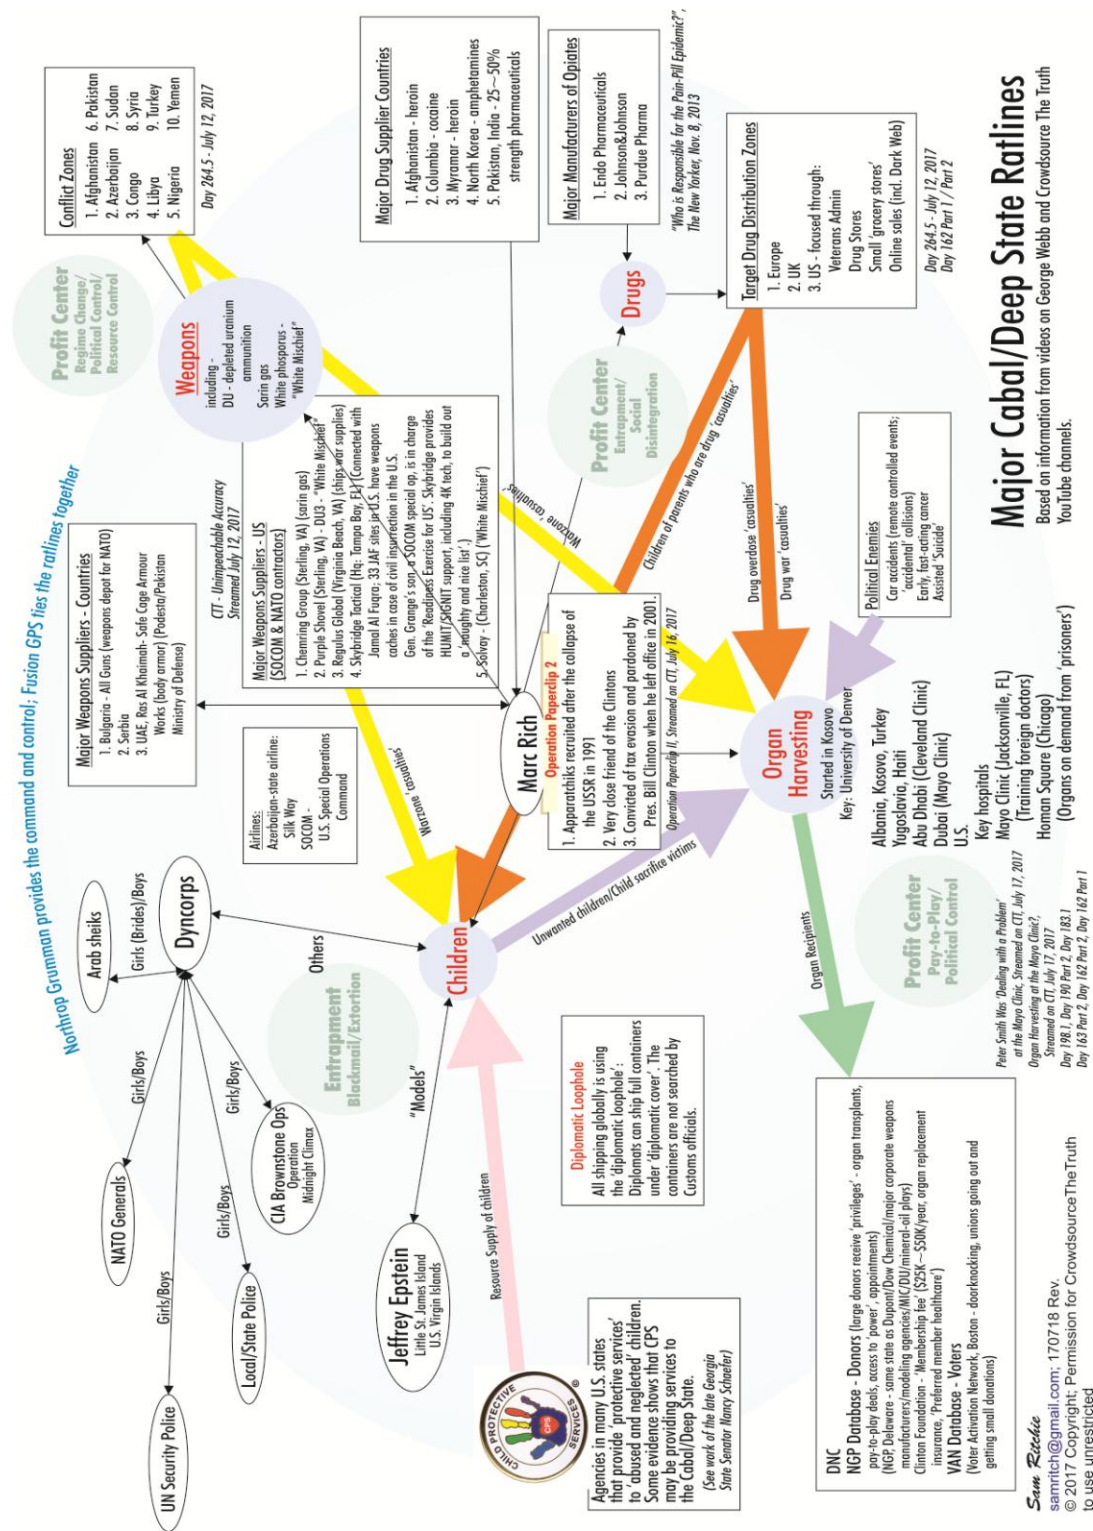 Northrop Grumman provides the command and control; Fusion GPS ties the ratlines together
UN Security Police
NATO Generals
Local/State Police
CIA Brownstone Ops
Operation
Midnight Climax
Arab sheiks
Dyncorps
Girls/Boys
Girls/Boys
Girls/Boys
Girls/Boys
Girls (Brides)/Boys
Others
Entrapment
Blackmail/Extortion
Jeffrey Epstein
Little St. James Island
U.S. Virgin Islands
"Models"
Children
CHILD PROTECTIVE
CPS
SERVICES
©
Resource Supply of children
Agencies in many U.S. states
that provide 'protective services'
to 'abused and neglected' children.
Some evidence shows that CPS
may be providing services to
the Cabal/Deep State.
(See work of the late Georgia
State Senator Nancy Schaefer)
Diplomatic Loophole
All shipping globally is using
the 'diplomatic loophole':
Diplomats can ship full containers
under 'diplomatic cover'. The
containers are not searched by
Customs officials.
Airlines:
Azerbaijan-state airline:
Silk Way
SOCOM -
U.S. Special Operations
Command
Major Weapons Suppliers - Countries
1. Bulgaria - All Guns (weapons depot for NATO)
2. Serbia
3. UAE, Ras Al Khaimah- Safe Cage Armour
Works (body armor) (Podesta/Pakistan
Ministry of Defense)
CTT - Unimpeachable Accuracy
Streamed July 12, 2017
Major Weapons Suppliers - US
(SOCOM & NATO contractors)
1. Chemring Group (Sterling, VA) (sarin gas)
2. Purple Shovel (Sterling, VA) - DU3 - "White Mischief"
3. Regulus Global (Virginia Beach, VA) (ships war supplies)
4. Skybridge Tactical (Hq: Tampa Bay, FL) (Connected with
Jamal Al Fuqra; 33 JAF sites in U.S. have weapons
caches in case of civil insurrection in the U.S.
Gen. Grange's son, a SOCOM special op, is in charge
of the 'Readiness Exercise for US'. Skybridge provides
HUMIT/SIGNIT support, including 4K tech, to build out
a 'naughty and nice list'.)
5. Solvay - (Charleston, SC) ('White Mischief')
Profit Center
Regime Change/
Political Control/
Resource Control
Weapons
including -
DU - depleted uranium
ammunition
Sarin gas
White phosporus -
"White Mischief"
Conflict Zones
1. Afghanistan 6. Pakistan
2. Azerbaijan 7. Sudan
3. Congo 8. Syria
4. Libya 9. Turkey
5. Nigeria 10. Yemen
Day 264.5 - July 12, 2017
Warzone 'casualties'
Warzone 'casualties'
Marc Rich
Operation Paperclip 2
1. Apparatchiks recruited after the collapse of
the USSR in 1991
2. Very close friend of the Clintons
3. Convicted of tax evasion and pardoned by
Pres. Bill Clinton when he left office in 2001.
Operation Paperclip II, Streamed on CTT, July 16, 2017
Major Drug Supplier Countries
1. Afghanistan - heroin
2. Columbia - cocaine
3. Myramar - heroin
4. North Korea - amphetamines
5. Pakistan, India - 25~50%
strength pharmaceuticals
Major Manufacturers of Opiates
1. Endo Pharmaceuticals
2. Johnson&Johnson
3. Purdue Pharma
"Who is Responsible for the Pain-Pill Epidemic?",
The New Yorker, Nov. 8, 2013
Drugs
Profit Center
Entrapment/
Social
Disintegration
Target Drug Distribution Zones
1. Europe
2. UK
3. US - focused through:
Veterans Admin
Drug Stores
Small 'grocery stores'
Online sales (incl. Dark Web)
Day 264.5 - July 12, 2017
Day 162 Part 1 / Part 2
Children of parents who are drug 'casualties'
Drug overdose 'casualties'
Drug war 'casualties'
Unwanted children/Child sacrifice victims
Organ
Harvesting
Started in Kosovo
Key: University of Denver
Albania, Kosovo, Turkey
Yugoslavia, Haiti
Abu Dhabi (Cleveland Clinic)
Dubai (Mayo Clinic)
U.S.
Key hospitals
Mayo Clinic (Jacksonville, FL)
(Training foreign doctors)
Homan Square (Chicago)
(Organs on demand from 'prisoners')
Political Enemies
Car accidents (remote controlled events;
'accidental' collisions)
Early, fast-acting cancer
Assisted 'Suicide'
Organ Recipients
Profit Center
Pay-to-Play/
Political Control
Peter Smith Was 'Dealing with a Problem'
at the Mayo Clinic, Streamed on CTT, July 17, 2017
Organ Harvesting at the Mayo Clinic?,
Streamed on CTT, July 17, 2017
Day 198.1, Day 190 Part 2, Day 183.1
Day 163 Part 2, Day 162 Part 2, Day 162 Part 1
DNC
NGP Database - Donors (large donors receive 'privileges' - organ transplants,
pay-to-play deals, access to 'power', appointments)
(NGP, Delaware - same state as Dupont/Dow Chemical/major corporate weapons
manufacturers/modeling agencies/MIC/DU/mineral-oil plays)
Clinton Foundation - 'Membership fee' ($25K ~ $50K/year, organ replacement
insurance, 'Preferred member healthcare')
VAN Database - Voters
(Voter Activation Network, Boston - doorknocking, unions going out and
getting small donations)
Major Cabal/Deep State Ratlines
Based on information from videos on George Webb and Crowdsource The Truth
YouTube channels.
Sam Ritchie
samritch@gmail.com; 170718 Rev.
© 2017 Copyright; Permission for CrowdsourceTheTruth
to use unrestricted